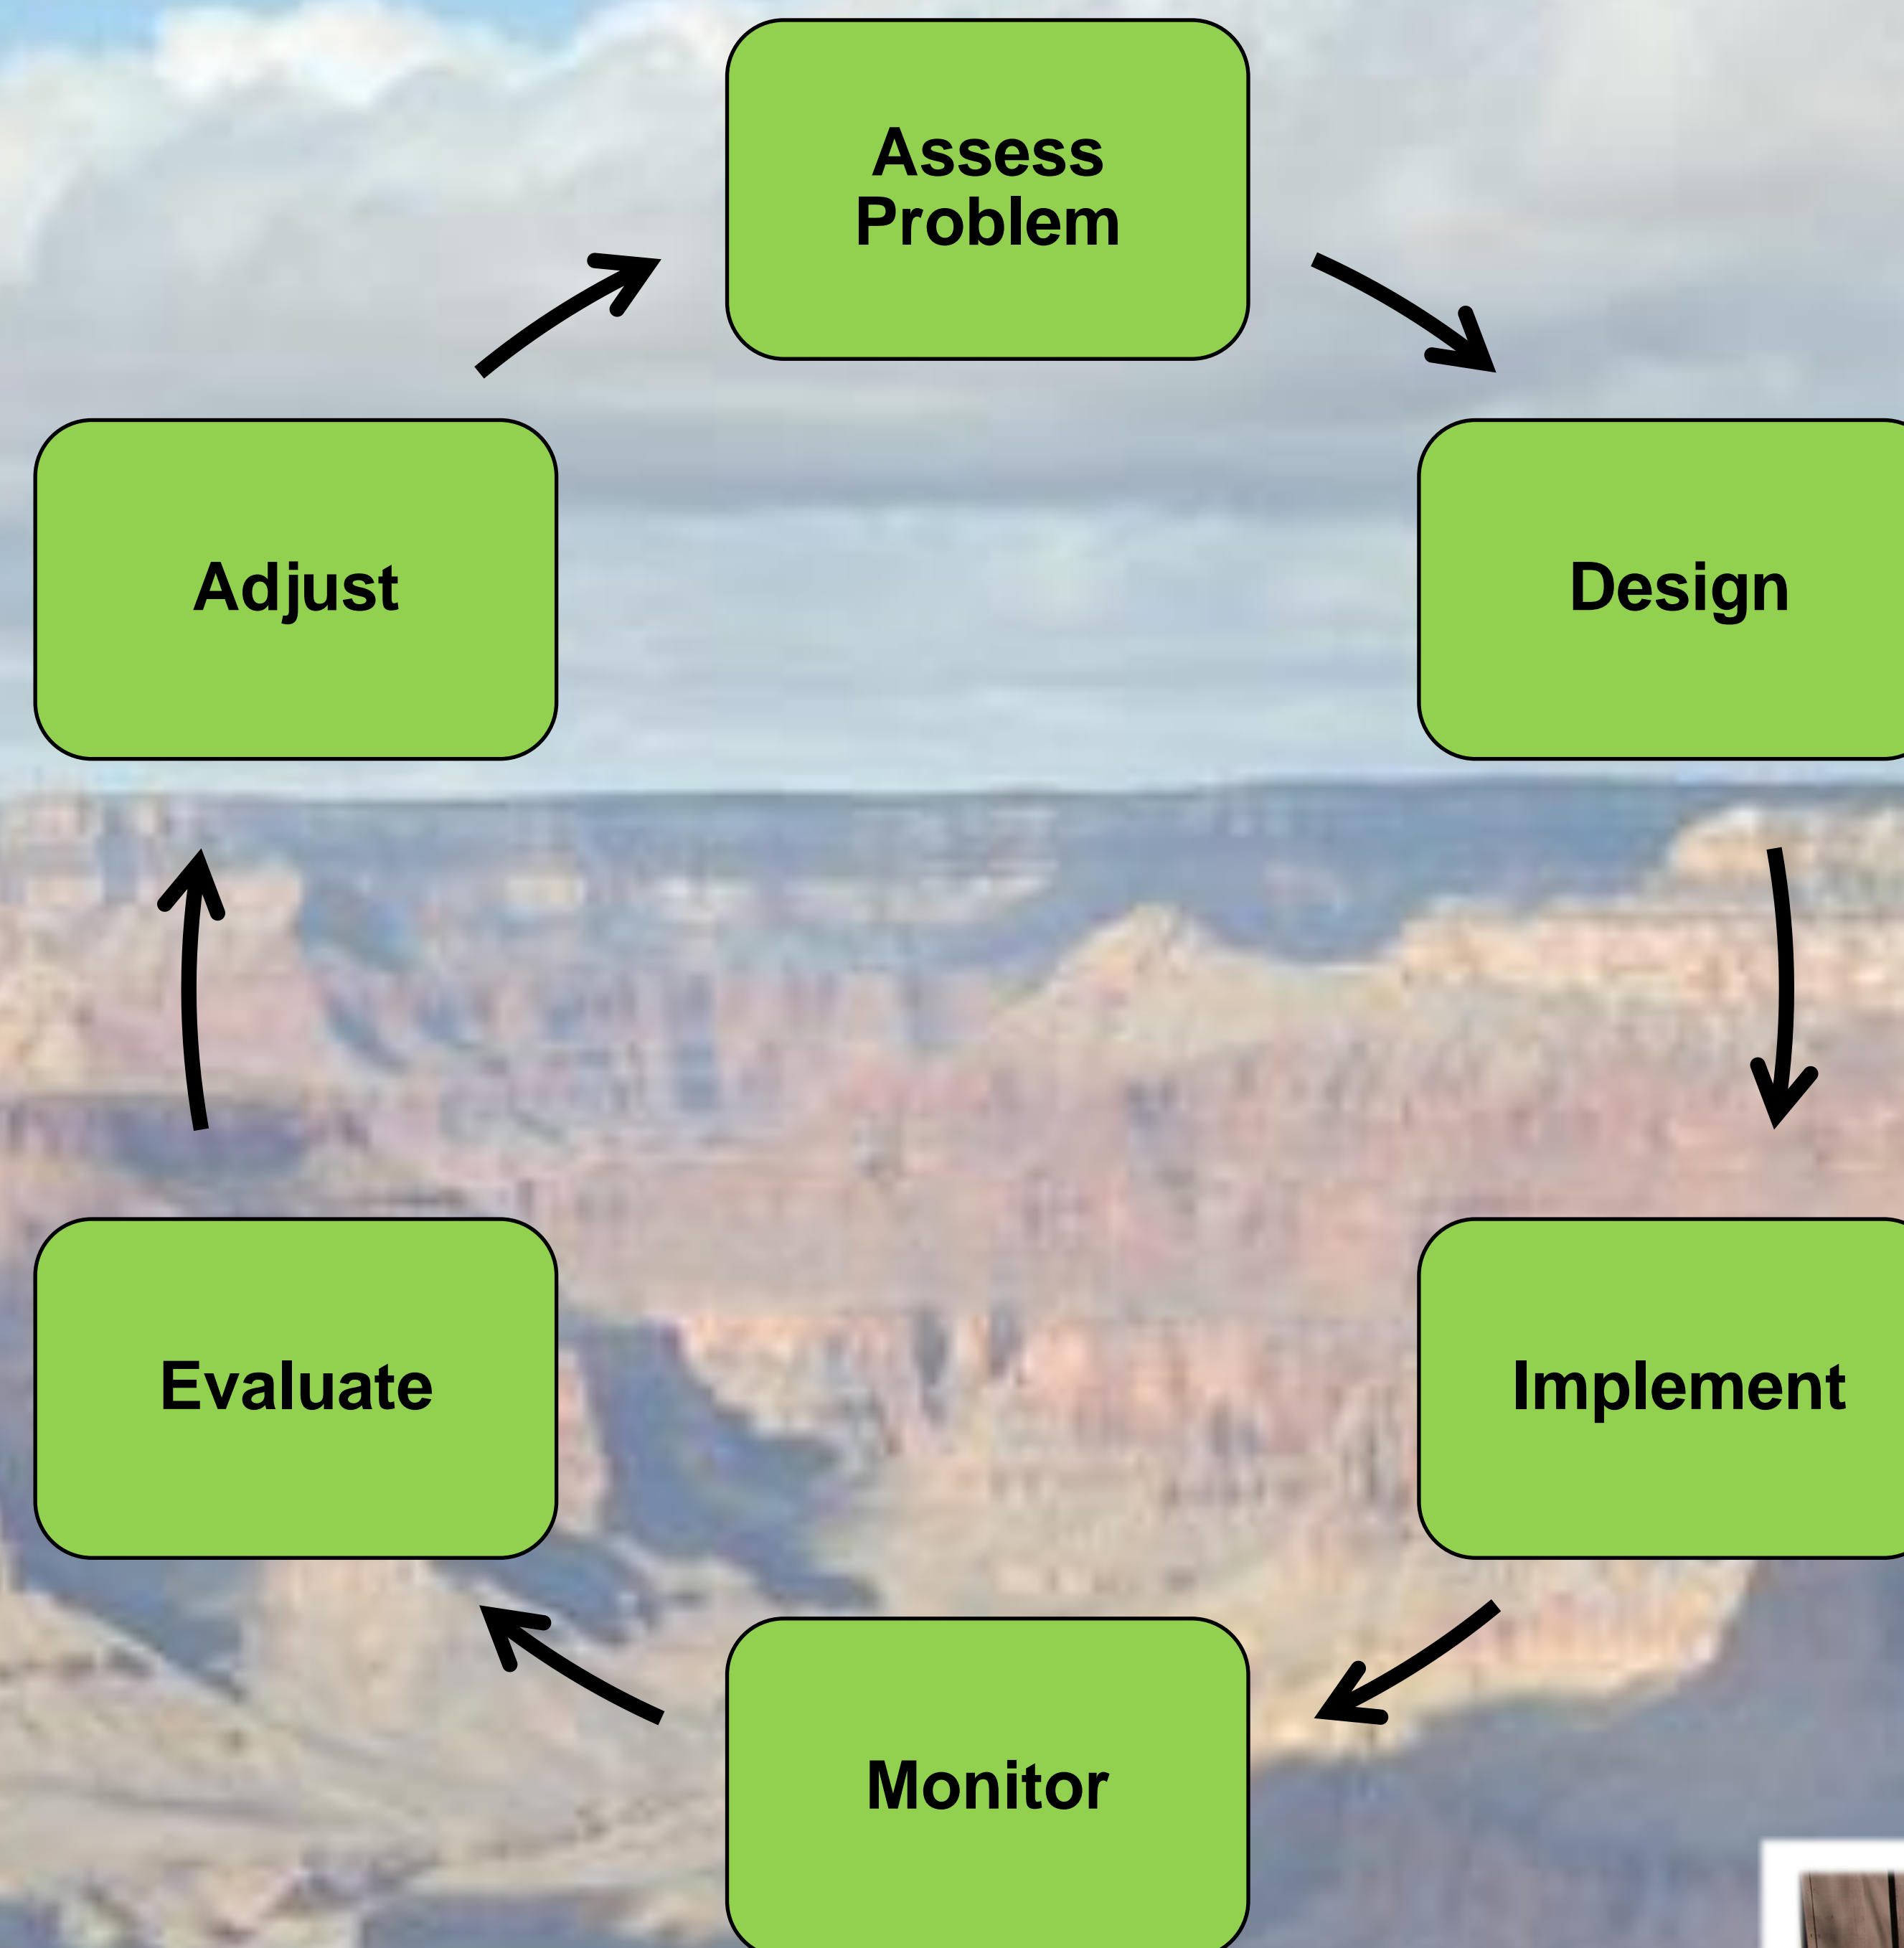 Assess
Problem
Design
Implement
Monitor
Evaluate
Adjust